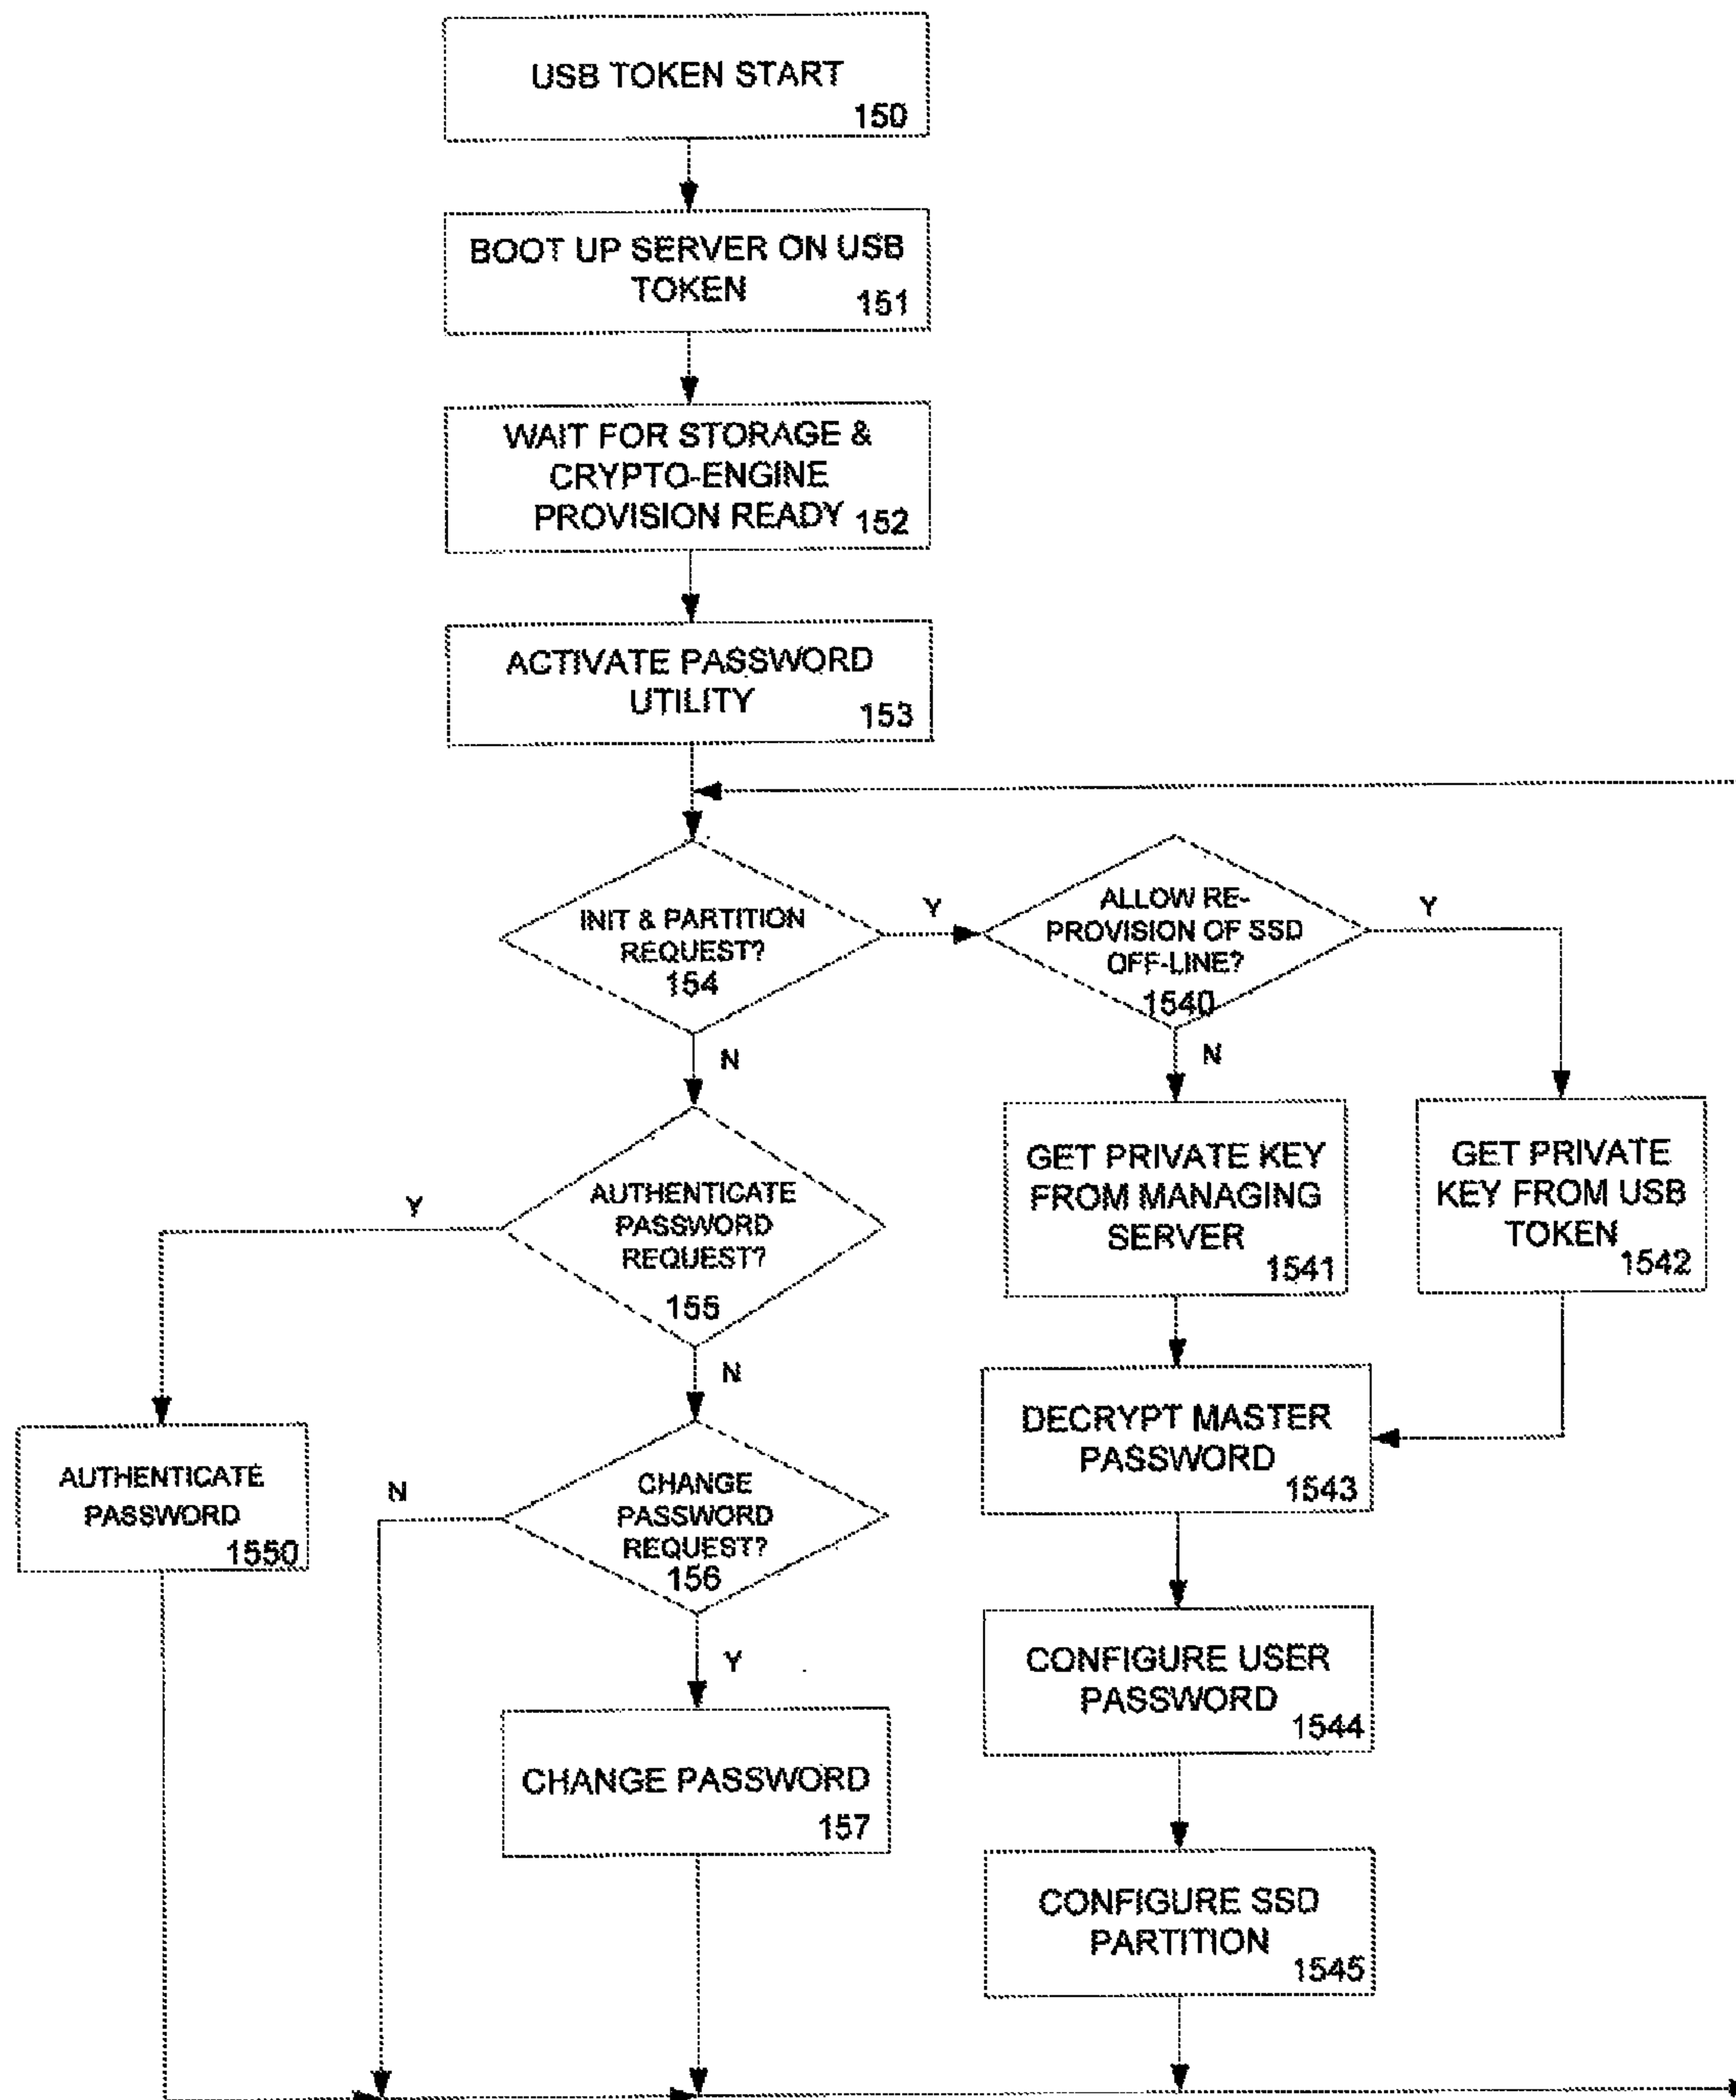 USB TOKEN START
150
BOOT UP SERVER ON USB
TOKEN
151
WAIT FOR STORAGE &
CRYPTO-ENGINE
PROVISION READY
152
ACTIVATE PASSWORD
UTILITY
153
INIT & PARTITION
REQUEST?
154
Y
N
ALLOW RE-
PROVISION OF SSD
OFF-LINE?
1540
Y
N
AUTHENTICATE
PASSWORD
REQUEST?
155
Y
N
GET PRIVATE KEY
FROM MANAGING
SERVER
1541
GET PRIVATE
KEY FROM USB
TOKEN
1542
AUTHENTICATE
PASSWORD
1550
CHANGE
PASSWORD
REQUEST?
156
N
Y
DECRYPT MASTER
PASSWORD
1543
CHANGE PASSWORD
157
CONFIGURE USER
PASSWORD
1544
CONFIGURE SSD
PARTITION
1545